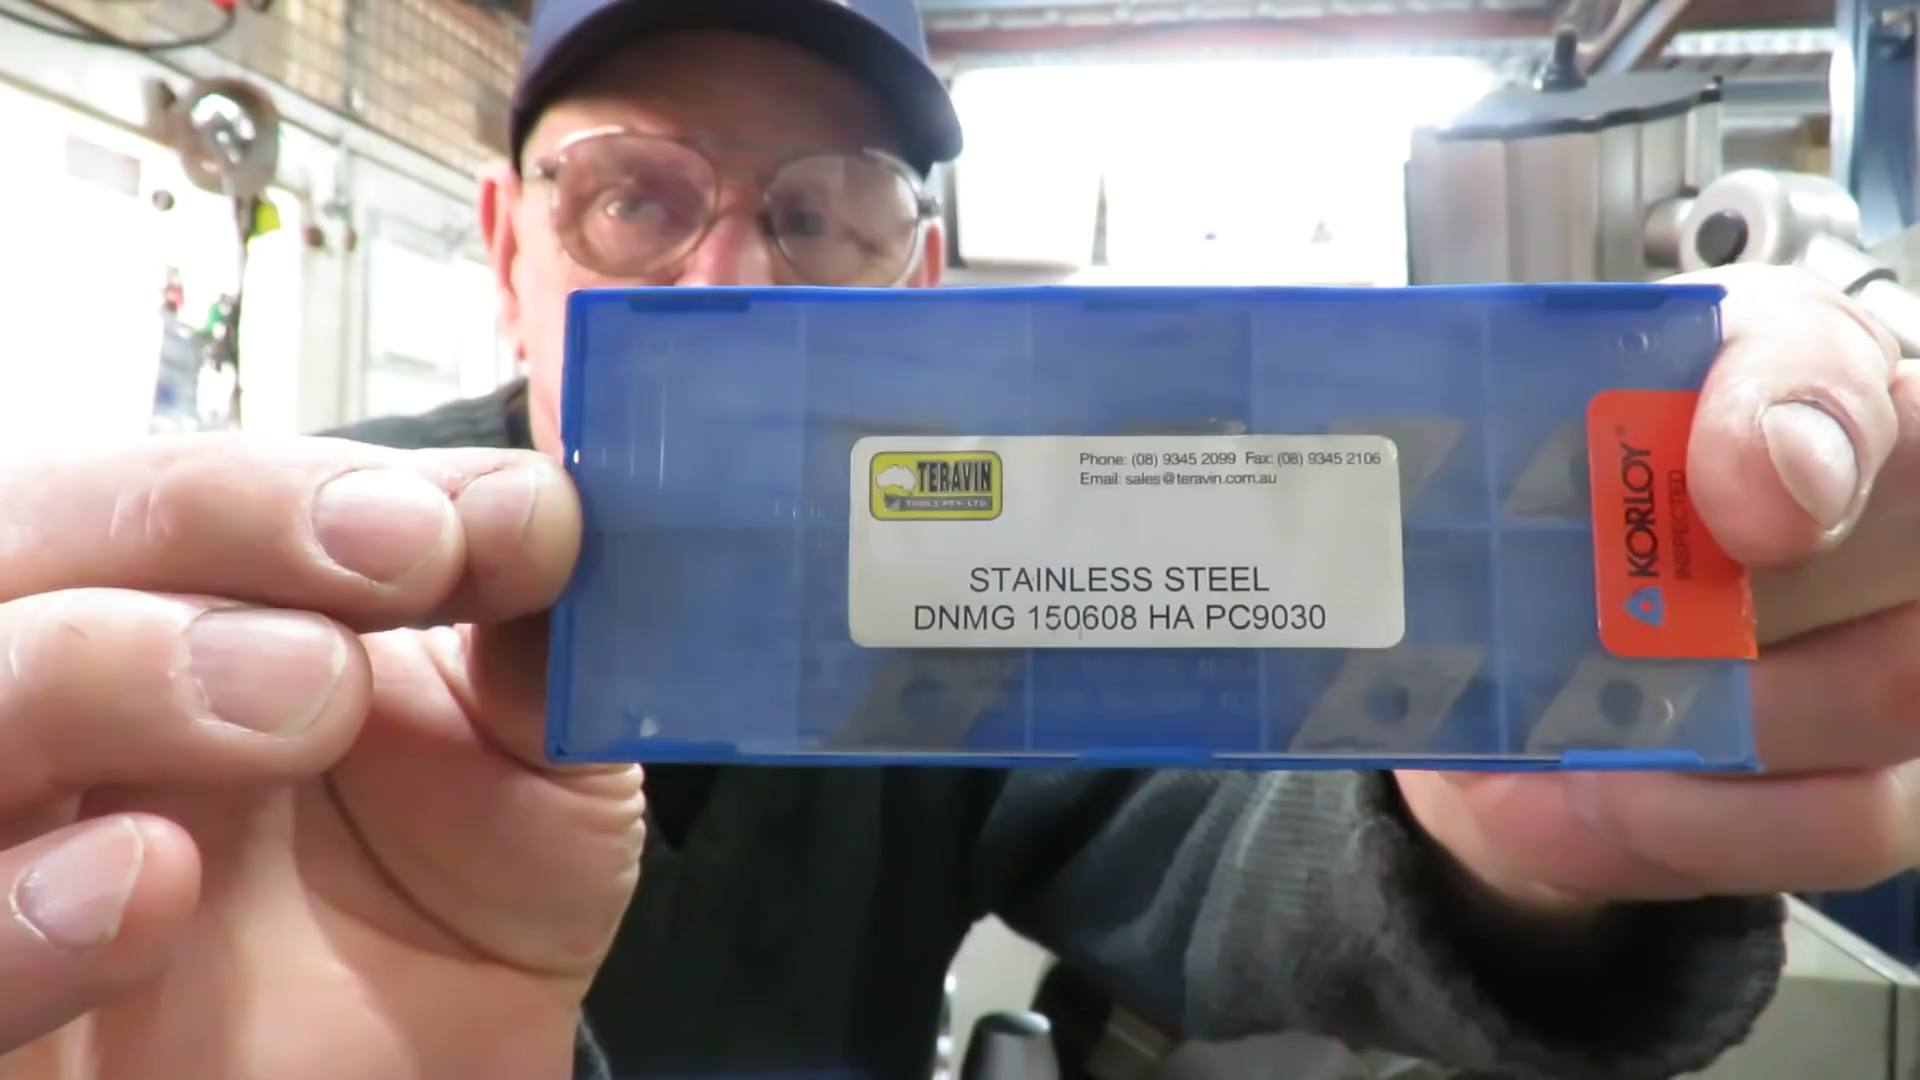 TERAVIN
TOOLS PTY. LTD.
Phone: (08) 9345 2099 Fax: (08) 9345 2106
Email: sales@teravin.com.au
STAINLESS STEEL
DNMG 150608 HA PC9030
KORLOY®
INSPECTED